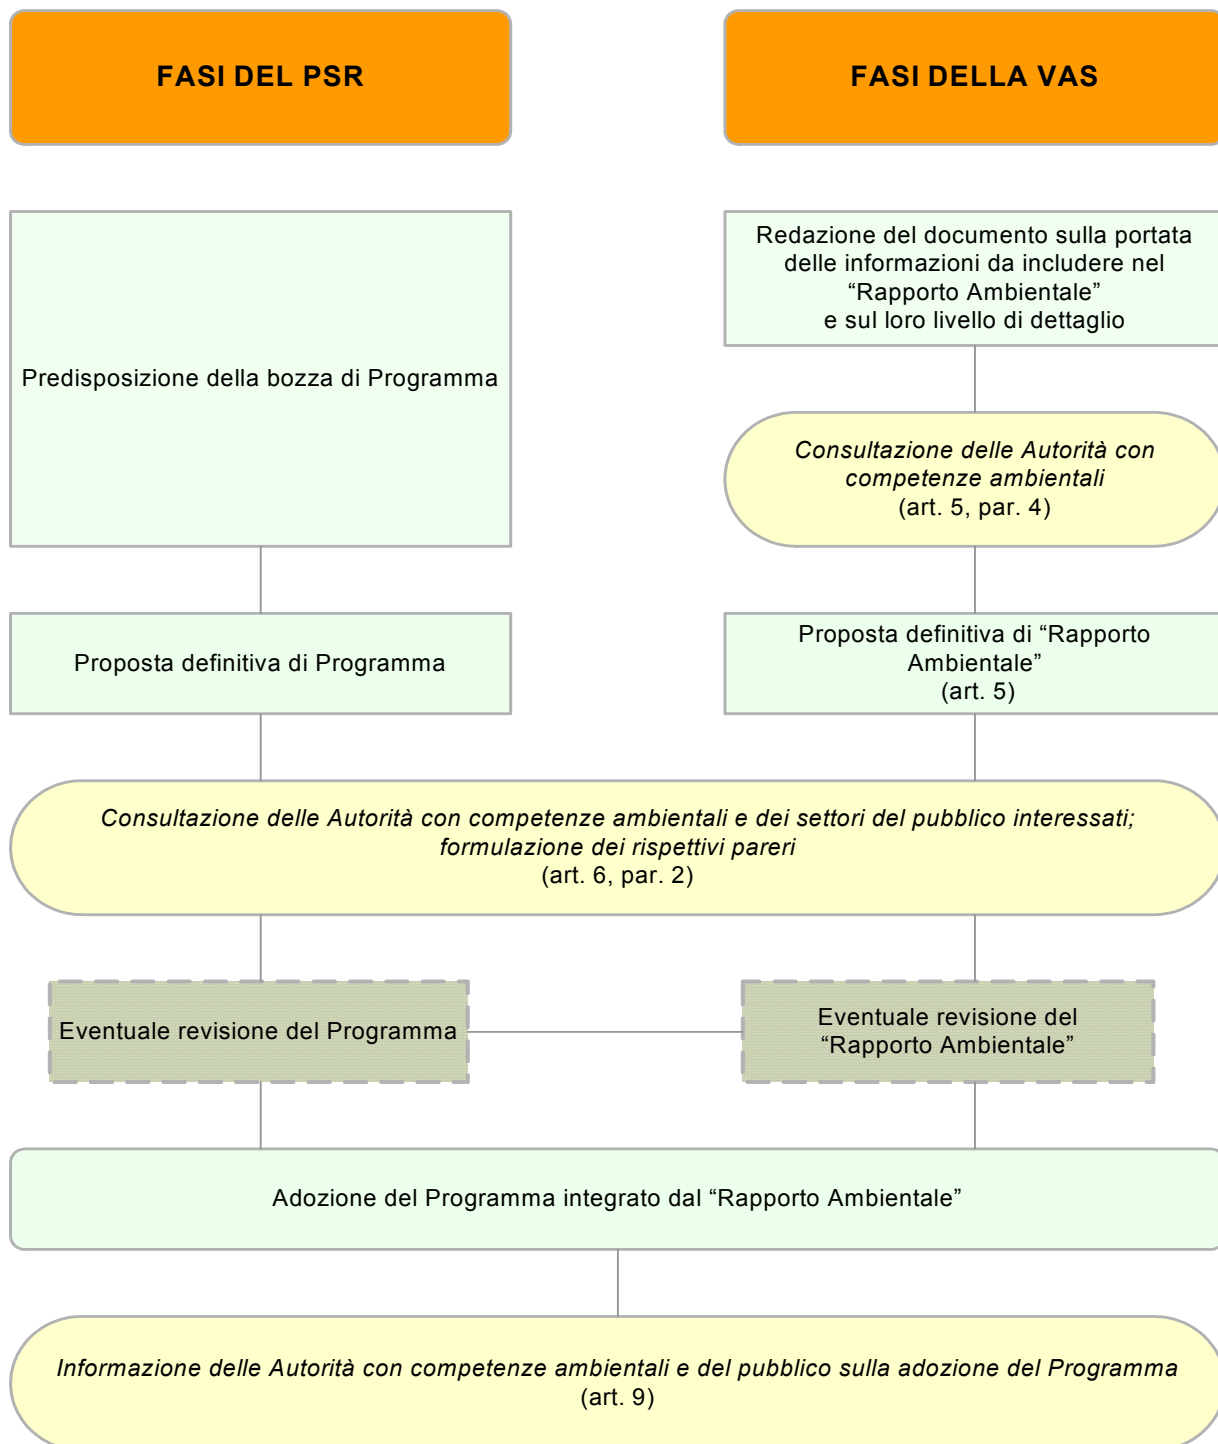 FASI DEL PSR
FASI DELLA VAS
Predisposizione della bozza di Programma
Redazione del documento sulla portata
delle informazioni da includere nel
“Rapporto Ambientale”
e sul loro livello di dettaglio
Consultazione delle Autorità con
competenze ambientali
(art. 5, par. 4)
Proposta definitiva di Programma
Proposta definitiva di “Rapporto
Ambientale”
(art. 5)
Consultazione delle Autorità con competenze ambientali e dei settori del pubblico interessati;
formulazione dei rispettivi pareri
(art. 6, par. 2)
Eventuale revisione del Programma
Eventuale revisione del
“Rapporto Ambientale”
Adozione del Programma integrato dal “Rapporto Ambientale”
Informazione delle Autorità con competenze ambientali e del pubblico sulla adozione del Programma
(art. 9)